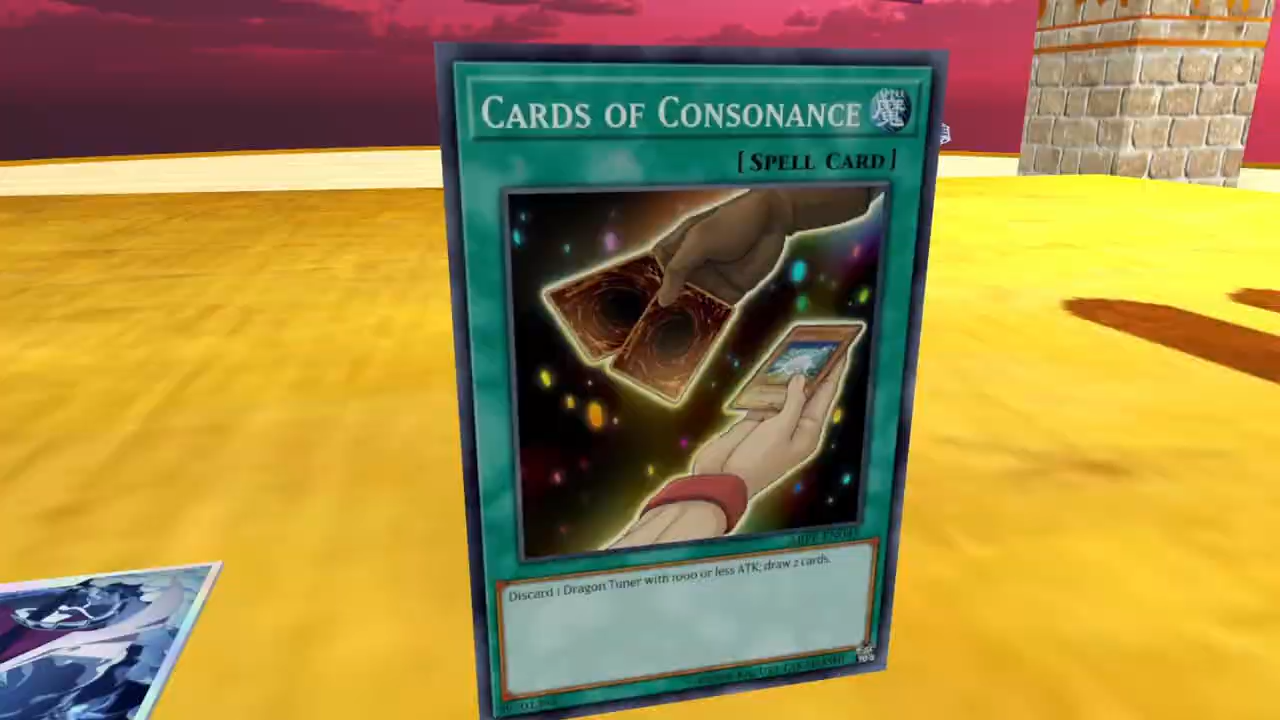 CARDS OF CONSONANCE 魔
[SPELL CARD]
Discard 1 Dragon Tuner with 1000 or less ATK; draw 2 cards.